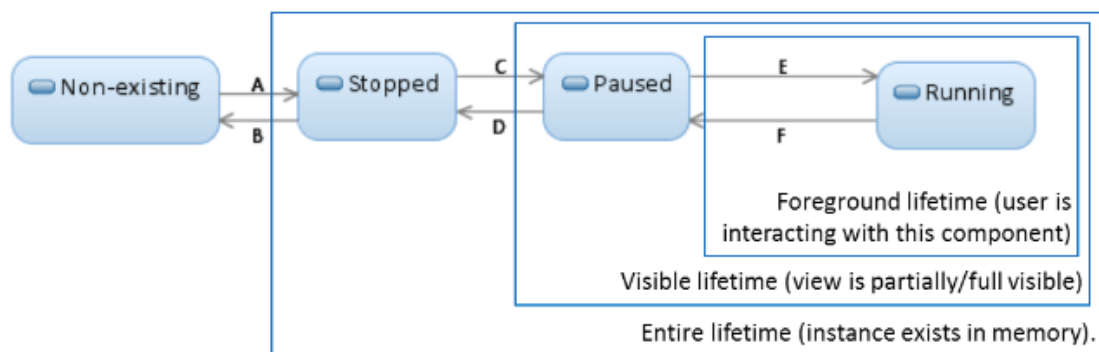 Non-existing
A
B
Stopped
C
D
Paused
E
F
Running
Foreground lifetime (user is
interacting with this component)
Visible lifetime (view is partially/full visible)
Entire lifetime (instance exists in memory).